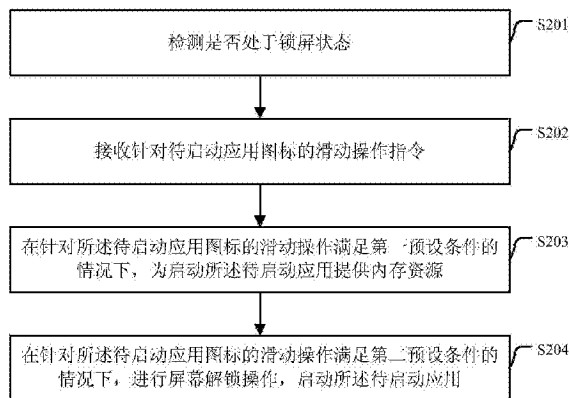 检测是否处于锁屏状态
S201
接收针对待启动应用图标的滑动操作指令
S202
在针对所述待启动应用图标的滑动操作满足第一预设条件的
情况下，为启动所述待启动应用提供内存资源
S203
在针对所述待启动应用图标的滑动操作满足第二预设条件的
情况下，进行屏幕解锁操作，启动所述待启动应用
S204